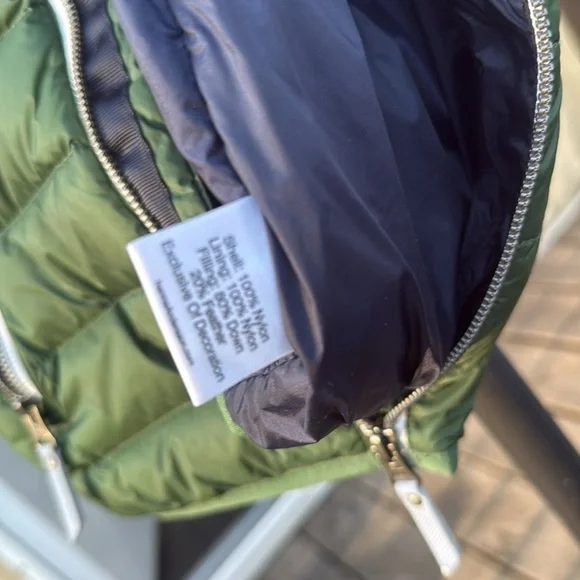 Shell: 100% Nylon
Lining: 100% Nylon
Filling: 80% Down
20% Feather
Exclusive Of Decoration